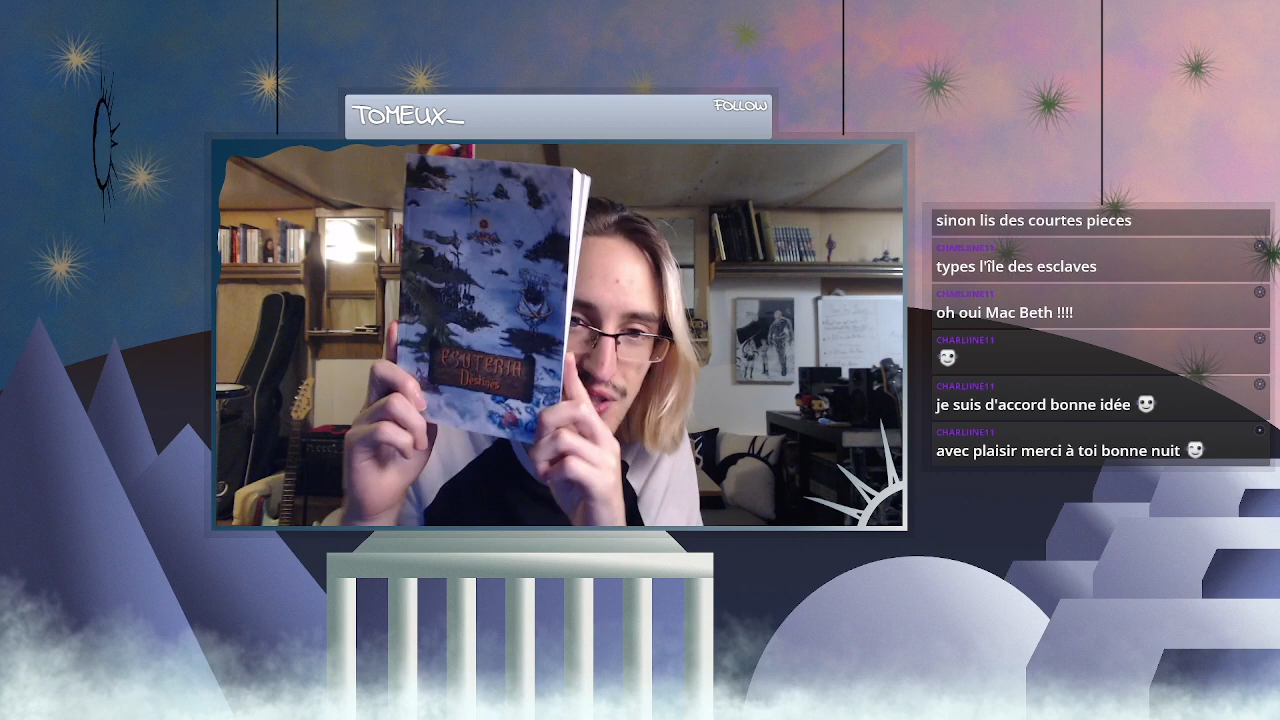 TOMEUX_
FOLLOW
ESOTERIA
Destinées
sinon lis des courtes pieces
CHARLIINE11
types l'île des esclaves
CHARLIINE11
oh oui Mac Beth !!!!
CHARLIINE11
CHARLIINE11
je suis d'accord bonne idée
CHARLIINE11
avec plaisir merci à toi bonne nuit